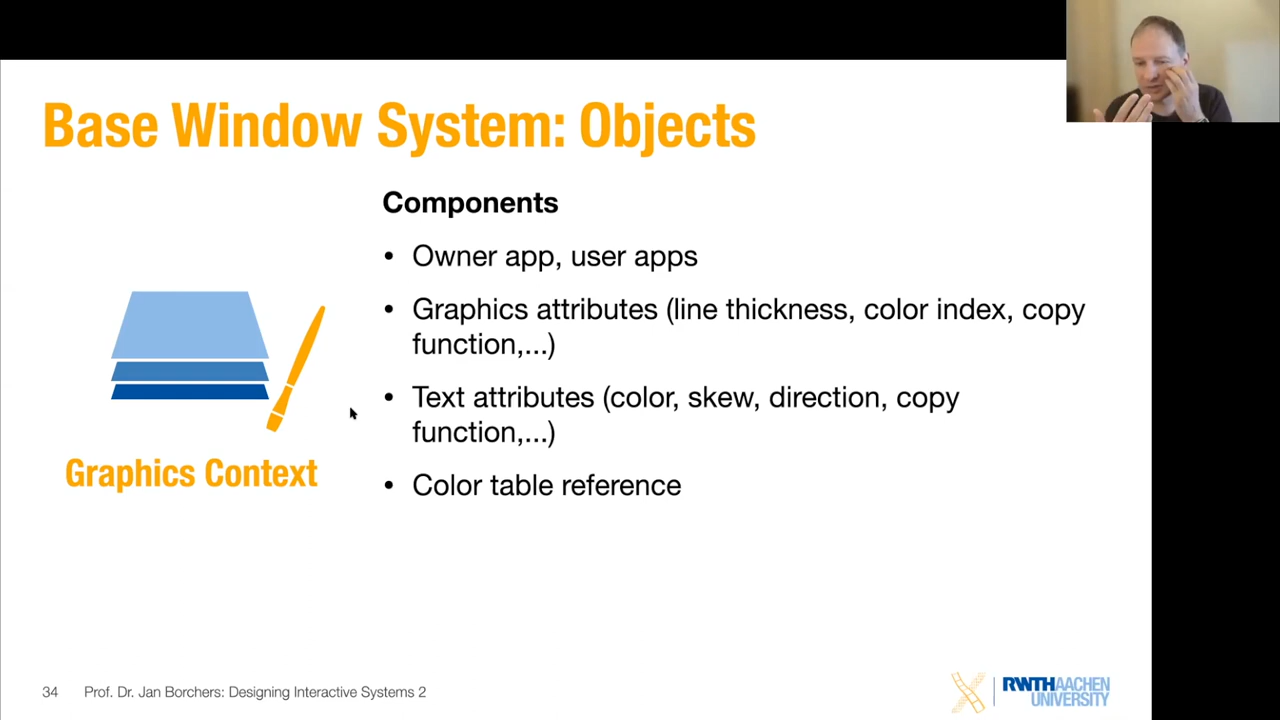 Base Window System: Objects
Components
• Owner app, user apps
• Graphics attributes (line thickness, color index, copy
function,...)
• Text attributes (color, skew, direction, copy
function,...)
• Color table reference
Graphics Context
34 Prof. Dr. Jan Borchers: Designing Interactive Systems 2
RWTHAACHEN
UNIVERSITY